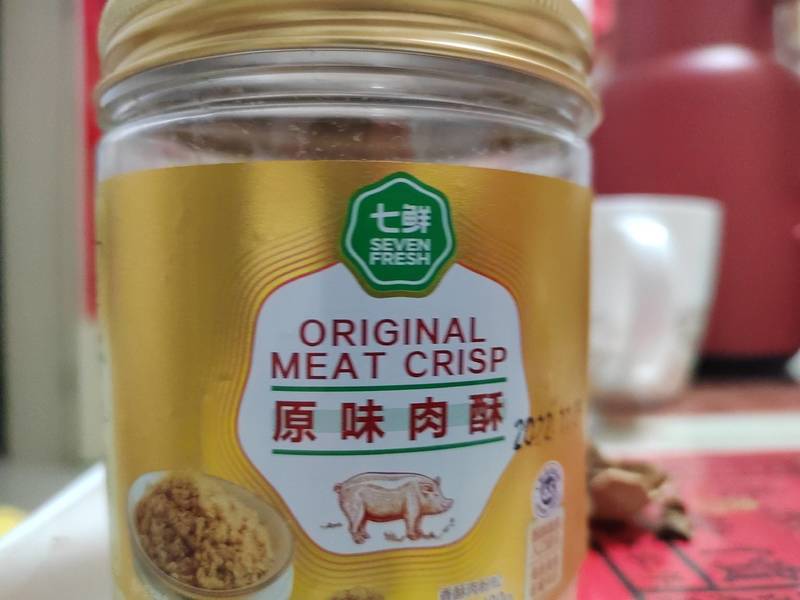 七鲜
SEVEN
FRESH
ORIGINAL
MEAT CRISP
原味肉酥